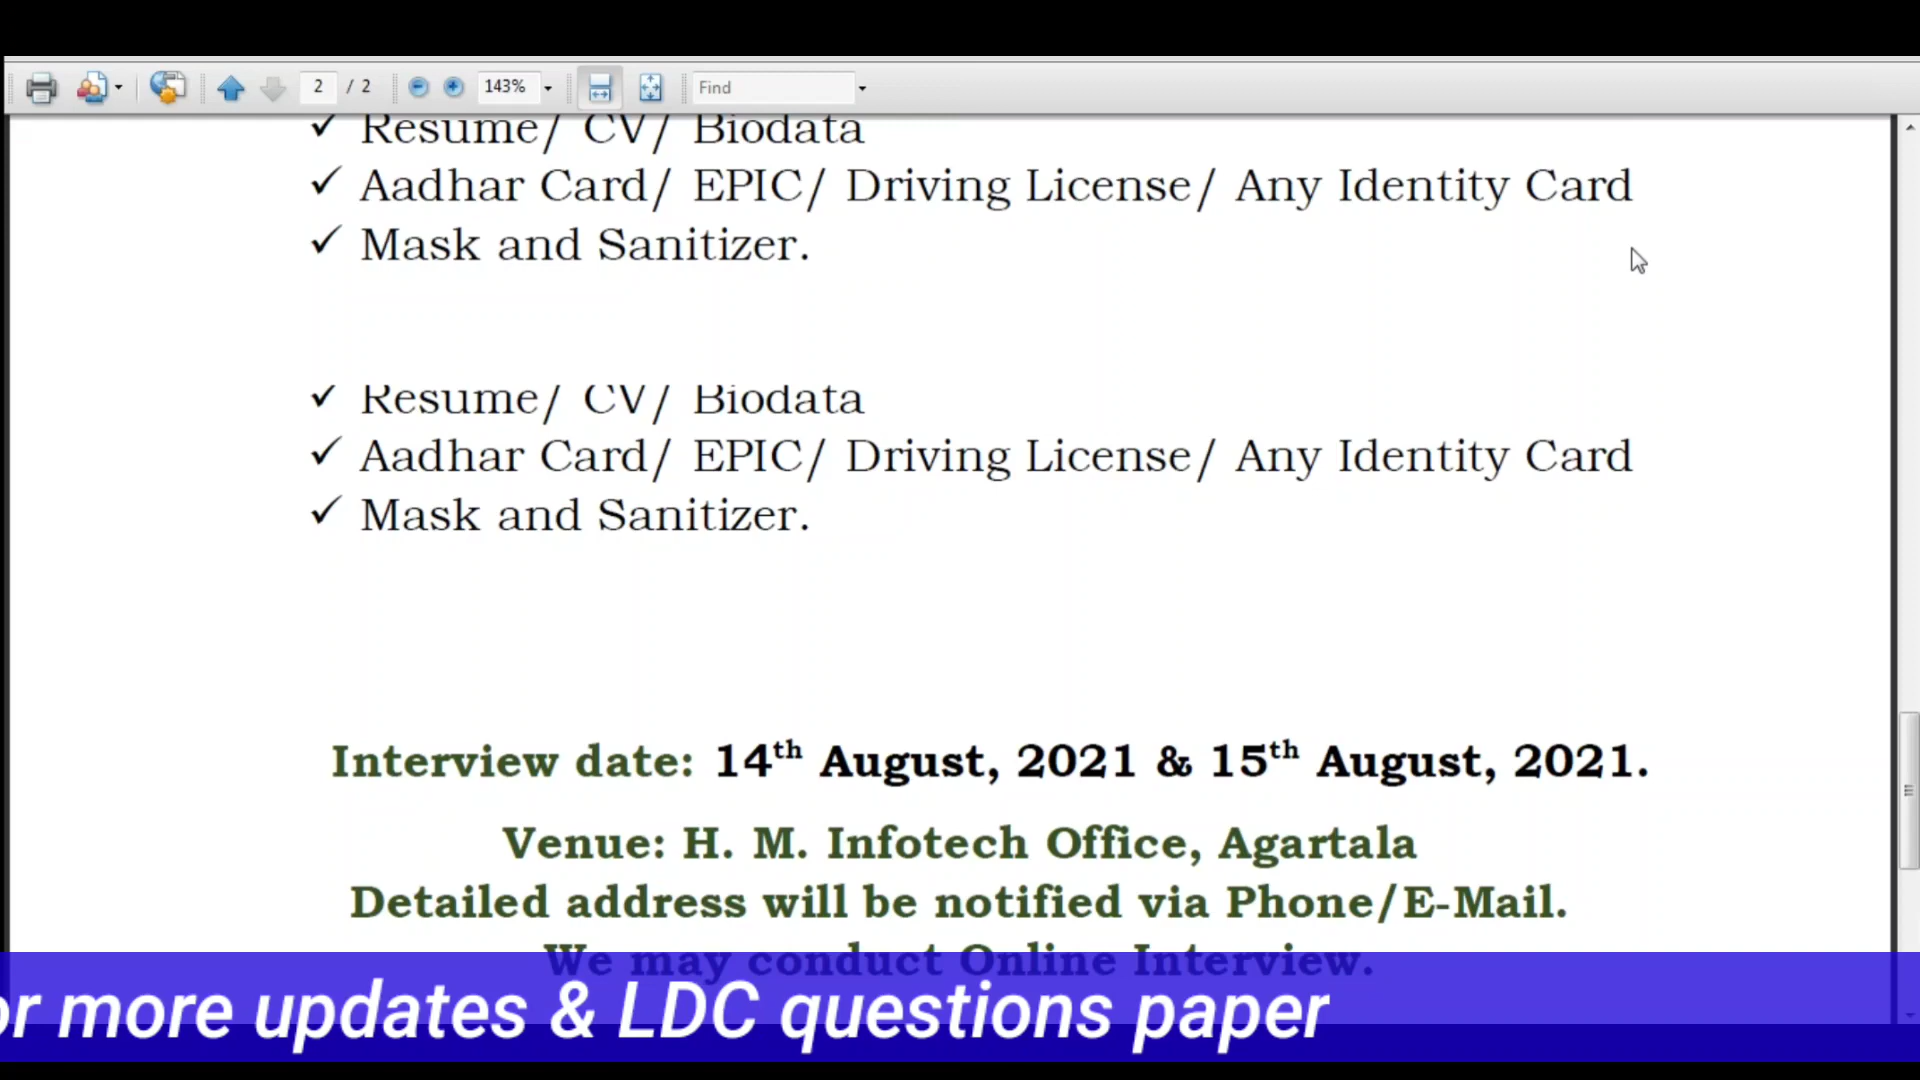 2 / 2 143% Find
✓ Resume/ CV/ Biodata
✓ Aadhar Card/ EPIC/ Driving License/ Any Identity Card
✓ Mask and Sanitizer.
✓ Resume/ CV/ Biodata
✓ Aadhar Card/ EPIC/ Driving License/ Any Identity Card
✓ Mask and Sanitizer.
Interview date: 14th August, 2021 & 15th August, 2021.
Venue: H. M. Infotech Office, Agartala
Detailed address will be notified via Phone/E-Mail.
We may conduct Online Interview.
or more updates & LDC questions paper